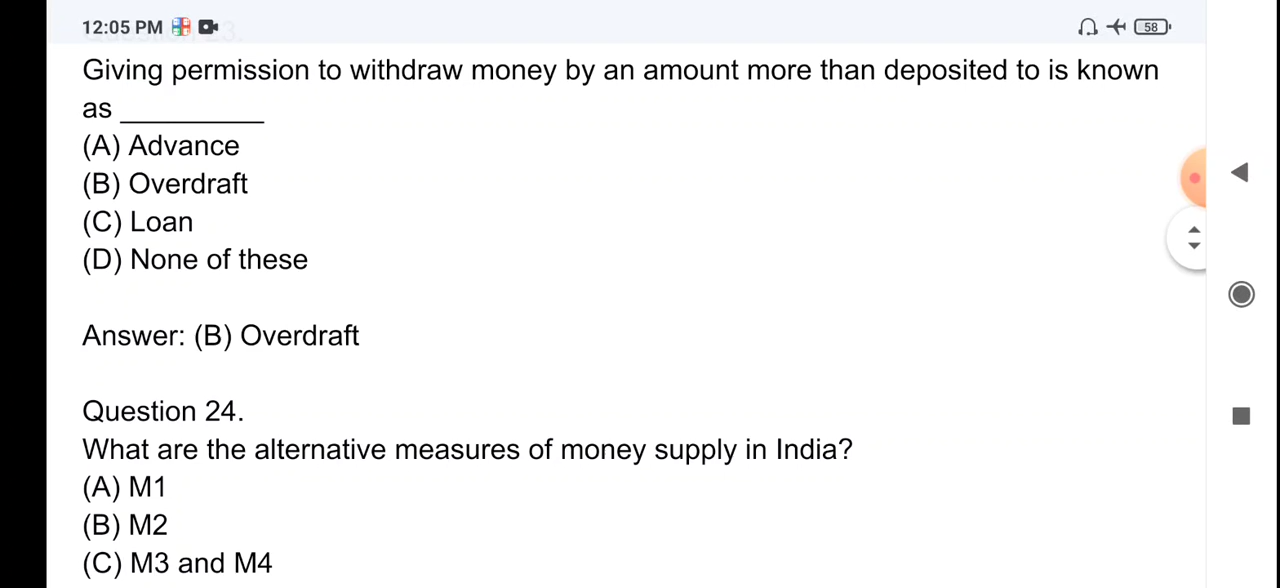 12:05 PM
58
Giving permission to withdraw money by an amount more than deposited to is known
as __________
(A) Advance
(B) Overdraft
(C) Loan
(D) None of these
Answer: (B) Overdraft
Question 24.
What are the alternative measures of money supply in India?
(A) M1
(B) M2
(C) M3 and M4